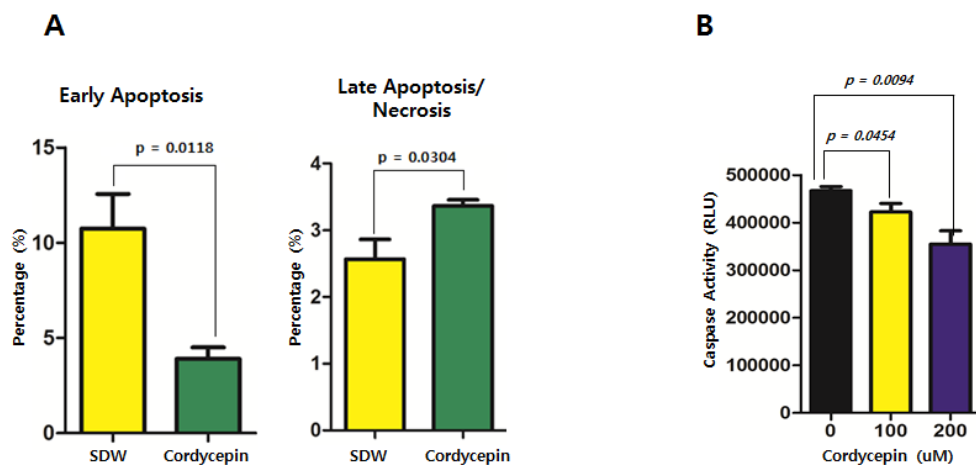 A
Early Apoptosis
Percentage (%)
15
10
5
0
p = 0.0118
SDW Cordycepin
Late Apoptosis/
Necrosis
Percentage (%)
4
3
2
1
0
p = 0.0304
SDW Cordycepin
B
p = 0.0094
p = 0.0454
Caspase Activity (RLU)
500000
400000
300000
200000
100000
0
0 100 200
Cordycepin (uM)